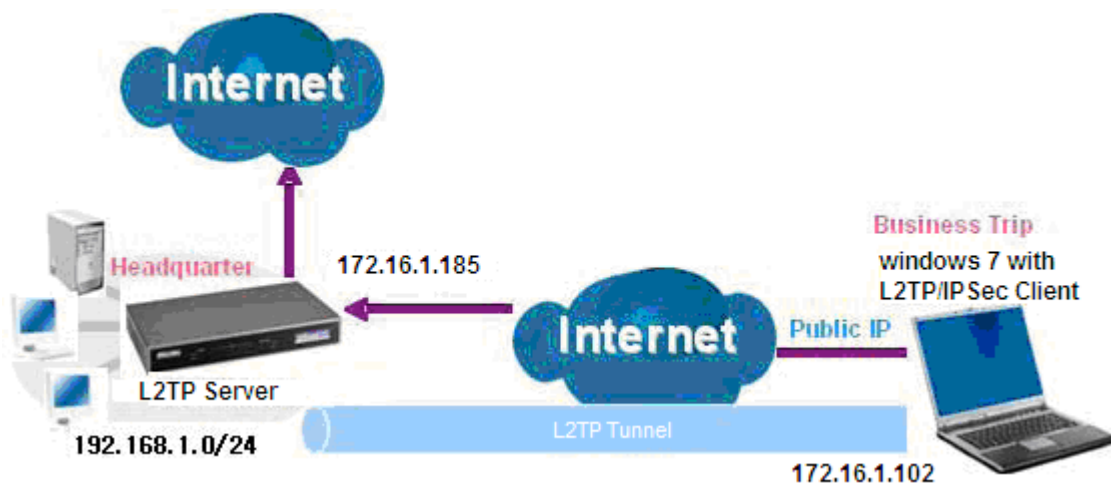 Internet
Business Trip
windows 7 with
L2TP/IPSec Client
Headquarter
172.16.1.185
Internet
Public IP
L2TP Server
L2TP Tunnel
192.168.1.0/24
172.16.1.102